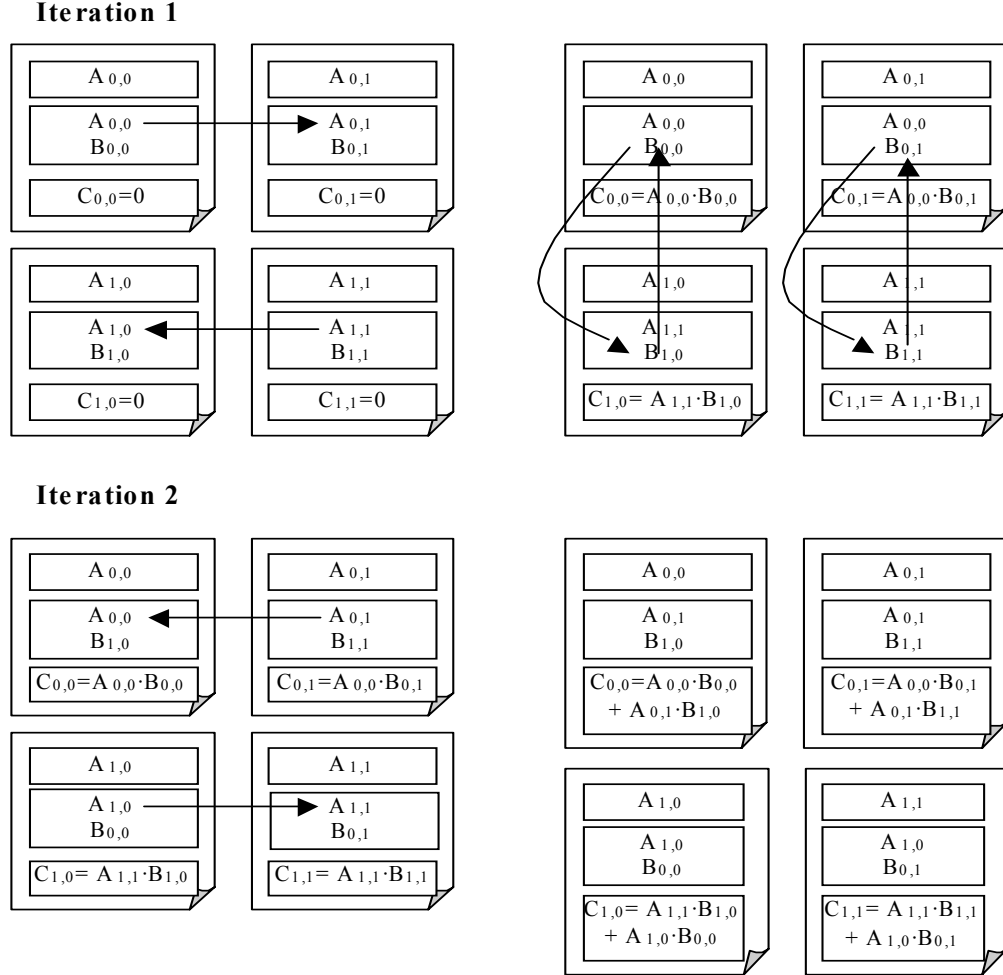 Iteration 1
A 0,0
A 0,0
B0,0
C0,0=0
A 0,1
A 0,1
B0,1
C0,1=0
A 1,0
A 1,0
B1,0
C1,0=0
A 1,1
A 1,1
B1,1
C1,1=0
A 0,0
A 0,0
B0,0
C0,0=A 0,0·B0,0
A 0,1
A 0,0
B0,1
C0,1=A 0,0·B0,1
A 1,0
A 1,1
B1,0
C1,0= A 1,1·B1,0
A 1,1
A 1,1
B1,1
C1,1= A 1,1·B1,1
Iteration 2
A 0,0
A 0,0
B1,0
C0,0=A 0,0·B0,0
A 0,1
A 0,1
B1,1
C0,1=A 0,0·B0,1
A 1,0
A 1,0
B0,0
C1,0= A 1,1·B1,0
A 1,1
A 1,1
B0,1
C1,1= A 1,1·B1,1
A 0,0
A 0,1
B1,0
C0,0=A 0,0·B0,0
+ A 0,1·B1,0
A 0,1
A 0,1
B1,1
C0,1=A 0,0·B0,1
+ A 0,1·B1,1
A 1,0
A 1,0
B0,0
C1,0= A 1,1·B1,0
+ A 1,0·B0,0
A 1,1
A 1,0
B0,1
C1,1= A 1,1·B1,1
+ A 1,0·B0,1